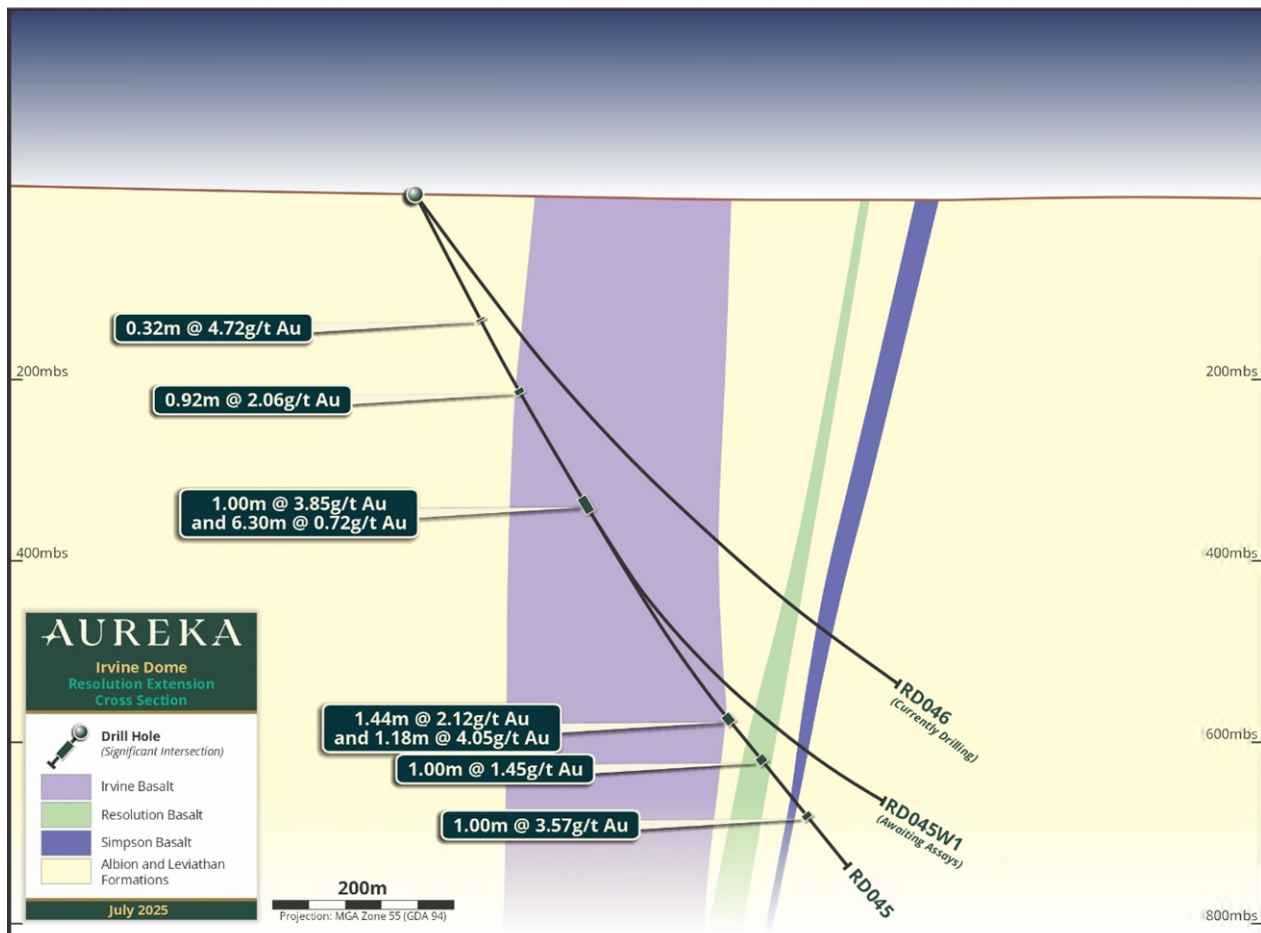 0.32m @ 4.72g/t Au
200mbs
200mbs
0.92m @ 2.06g/t Au
1.00m @ 3.85g/t Au
and 6.30m @ 0.72g/t Au
400mbs
400mbs
AUREKA
Irvine Dome
Resolution Extension
Cross Section
Drill Hole
(Significant Intersection)
Irvine Basalt
Resolution Basalt
Simpson Basalt
Albion and Leviathan
Formations
July 2025
RD046
(Currently Drilling)
1.44m @ 2.12g/t Au
and 1.18m @ 4.05g/t Au
600mbs
1.00m @ 1.45g/t Au
RD045W1
(Awaiting Assays)
1.00m @ 3.57g/t Au
RD045
200m
Projection: MGA Zone 55 (GDA 94)
800mbs